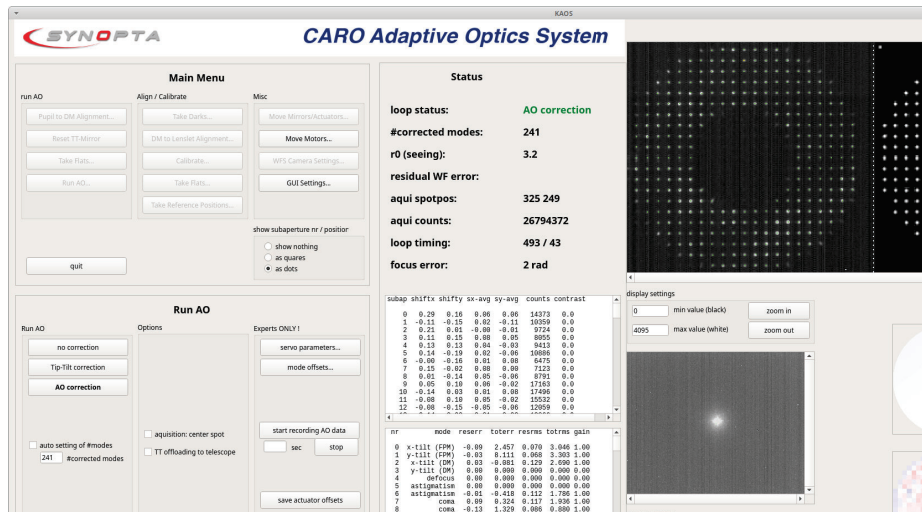 KAOS
SYNOPTA
CARO Adaptive Optics System
Main Menu
run AO
Align / Calibrate
Misc
Pupil to DM Alignment...
Take Darks...
Move Mirrors/Actuators...
Reset TT-Mirror
DM to Lenslet Alignment...
Move Motors...
Take Flats...
Calibrate...
WFS Camera Settings...
Run AO...
Take Flats...
GUI Settings...
Take Reference Positions...
show subaperture nr / positior
show nothing
as quares
as dots
quit
Status
loop status: AO correction
#corrected modes: 241
r0 (seeing): 3.2
residual WF error:
aqui spotpos: 325 249
aqui counts: 26794372
loop timing: 493 / 43
focus error: 2 rad
Run AO
Run AO
Options
Experts ONLY !
no correction
servo parameters...
Tip-Tilt correction
mode offsets...
AO correction
start recording AO data
aquisition: center spot
auto setting of #modes
sec
stop
TT offloading to telescope
241 #corrected modes
save actuator offsets
subap shiftx shifty sx-avg sy-avg counts contrast
0 0.29 0.16 0.06 0.06 14373 0.0
1 -0.11 -0.15 0.02 -0.11 10359 0.0
2 0.21 0.01 -0.00 -0.01 9724 0.0
3 0.11 0.15 0.08 0.05 8055 0.0
4 0.13 0.13 0.04 -0.03 9413 0.0
5 0.14 -0.19 0.02 -0.06 10886 0.0
6 -0.00 -0.16 0.01 0.00 6475 0.0
7 0.15 -0.02 0.08 0.00 7123 0.0
8 0.01 -0.14 0.05 -0.06 8791 0.0
9 0.05 0.10 0.06 -0.02 17163 0.0
10 -0.14 0.03 0.01 0.08 17496 0.0
11 -0.08 0.10 0.05 -0.02 15532 0.0
12 -0.08 -0.15 -0.05 -0.06 12059 0.0
nr mode reserr toterr resrms totrms gain
0 x-tilt (FPM) -0.09 2.457 0.070 3.046 1.00
1 y-tilt (FPM) -0.03 8.111 0.068 3.303 1.00
2 x-tilt (DM) 0.03 -0.081 0.129 2.690 1.00
3 y-tilt (DM) 0.00 0.000 0.000 0.000 0.00
4 defocus 0.00 0.000 0.000 0.000 0.00
5 astigmatism 0.00 0.000 0.000 0.000 1.00
6 astigmatism -0.01 -0.418 0.112 1.786 1.00
7 coma 0.09 0.324 0.117 1.936 1.00
8 coma -0.13 1.329 0.086 0.880 1.00
display settings
0 min value (black) zoom in
4095 max value (white) zoom out